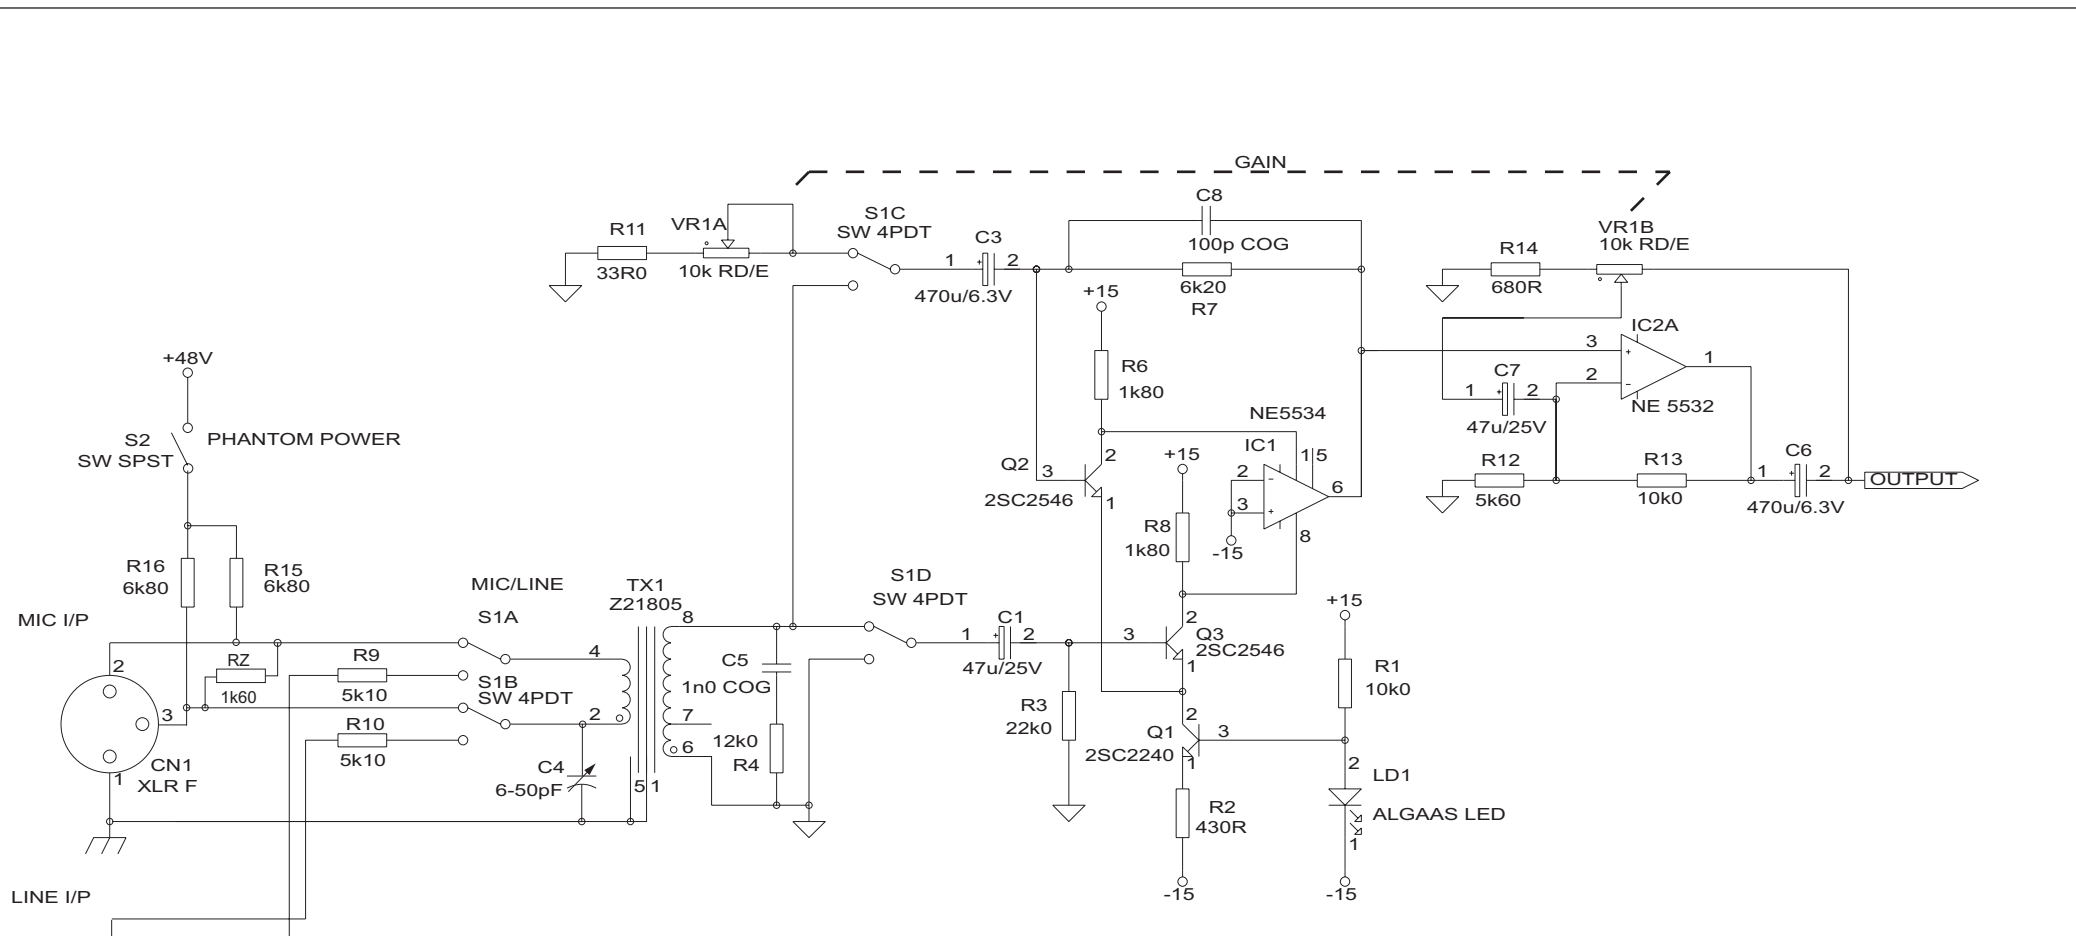 GAIN
C8
100p COG
R11
33R0
VR1A
10k RD/E
S1C
SW 4PDT
C3
1
+
2
470u/6.3V
6k20
R7
R14
680R
VR1B
10k RD/E
IC2A
3
+
2
-
1
NE 5532
C7
1
+
2
47u/25V
R12
5k60
R13
10k0
C6
1
+
2
470u/6.3V
OUTPUT
+15
R6
1k80
Q2
3
2
1
2SC2546
NE5534
IC1
1
5
2
-
3
+
6
8
-15
+15
R8
1k80
+48V
S2
SW SPST
PHANTOM POWER
R16
6k80
R15
6k80
MIC I/P
2
3
1
CN1
XLR F
RZ
1k60
R9
5k10
R10
5k10
MIC/LINE
S1A
S1B
SW 4PDT
4
2
C4
6-50pF
TX1
Z21805
8
7
6
5
1
C5
1n0 COG
12k0
R4
S1D
SW 4PDT
C1
1
+
2
47u/25V
R3
22k0
3
2
1
Q3
2SC2546
Q1
2SC2240
2
3
1
R2
430R
-15
+15
R1
10k0
2
LD1
ALGAAS LED
1
-15
LINE I/P